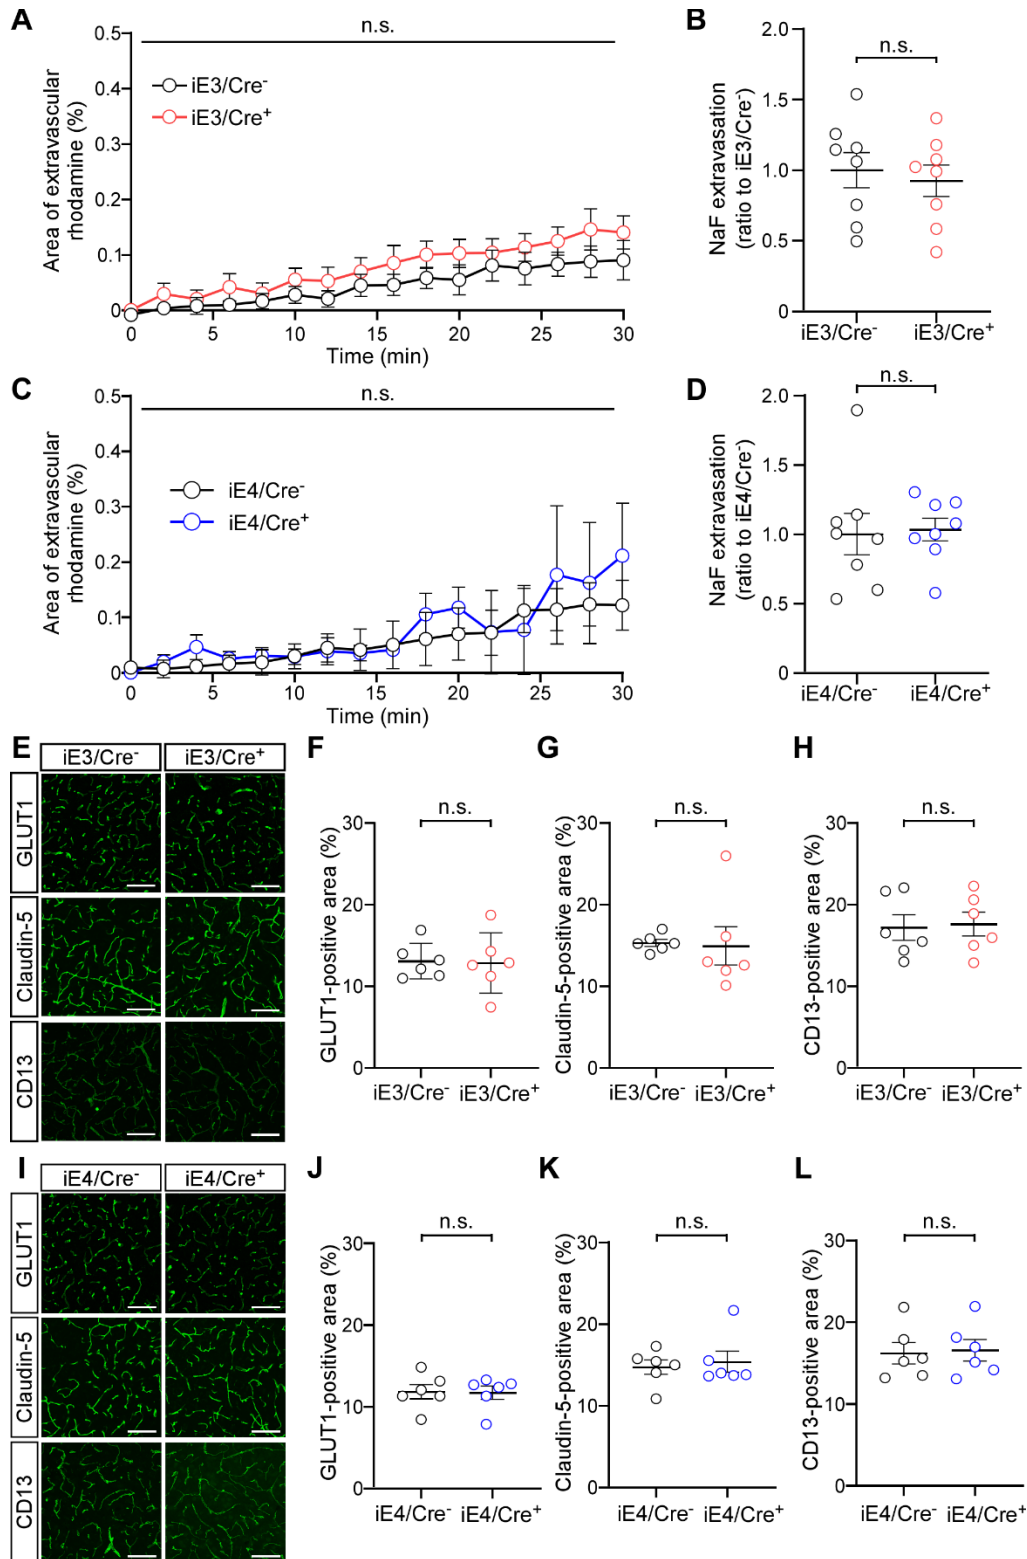 A
n.s.
0.5
0.4
0.3
0.2
0.1
0
Area of extravascular
rhodamine (%)
iE3/Cre⁻
iE3/Cre⁺
0 5 10 15 20 25 30
Time (min)
B
n.s.
2.0
1.5
1.0
0.5
0
NaF extravasation
(ratio to iE3/Cre⁻)
iE3/Cre⁻ iE3/Cre⁺
C
n.s.
0.5
0.4
0.3
0.2
0.1
0
Area of extravascular
rhodamine (%)
iE4/Cre⁻
iE4/Cre⁺
0 5 10 15 20 25 30
Time (min)
D
n.s.
2.0
1.5
1.0
0.5
0
NaF extravasation
(ratio to iE4/Cre⁻)
iE4/Cre⁻ iE4/Cre⁺
E
iE3/Cre⁻ iE3/Cre⁺
GLUT1
Claudin-5
CD13
F
n.s.
30
20
10
0
GLUT1-positive area (%)
iE3/Cre⁻ iE3/Cre⁺
G
n.s.
30
20
10
0
Claudin-5-positive area (%)
iE3/Cre⁻ iE3/Cre⁺
H
n.s.
30
20
10
0
CD13-positive area (%)
iE3/Cre⁻ iE3/Cre⁺
I
iE4/Cre⁻ iE4/Cre⁺
GLUT1
Claudin-5
CD13
J
n.s.
30
20
10
0
GLUT1-positive area (%)
iE4/Cre⁻ iE4/Cre⁺
K
n.s.
30
20
10
0
Claudin-5-positive area (%)
iE4/Cre⁻ iE4/Cre⁺
L
n.s.
30
20
10
0
CD13-positive area (%)
iE4/Cre⁻ iE4/Cre⁺